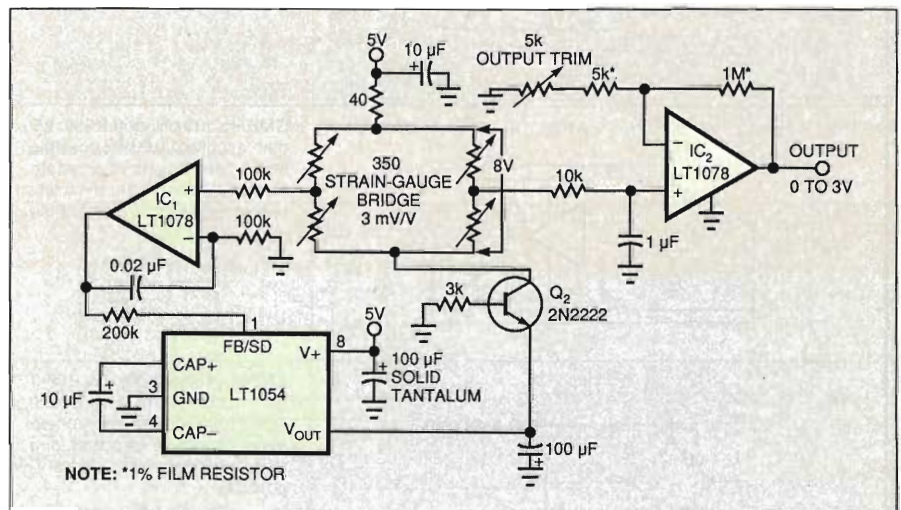 5V
10 µF
+
40
5k
OUTPUT TRIM
5k*
1M*
IC1
LT1078
+
−
100k
100k
350
STRAIN-GAUGE
BRIDGE
3 mV/V
8V
10k
−
+
IC2
LT1078
OUTPUT
0 TO 3V
1 µF
0.02 µF
200k
3k
Q2
2N2222
1
FB/SD
V+
8
5V
+
100 µF
SOLID
TANTALUM
CAP+
3
GND
LT1054
4
CAP−
VOUT
10 µF
+
100 µF
+
NOTE: *1% FILM RESISTOR